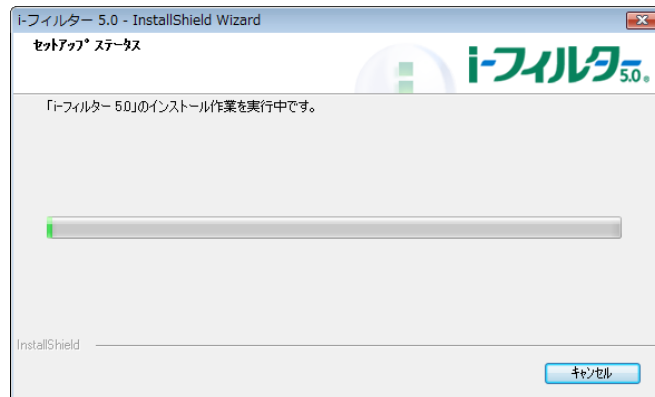 i-フィルター 5.0 - InstallShield Wizard
セットアップ ステータス
i-フィルター5.0®
「i-フィルター 5.0」のインストール作業を実行中です。
InstallShield
キャンセル